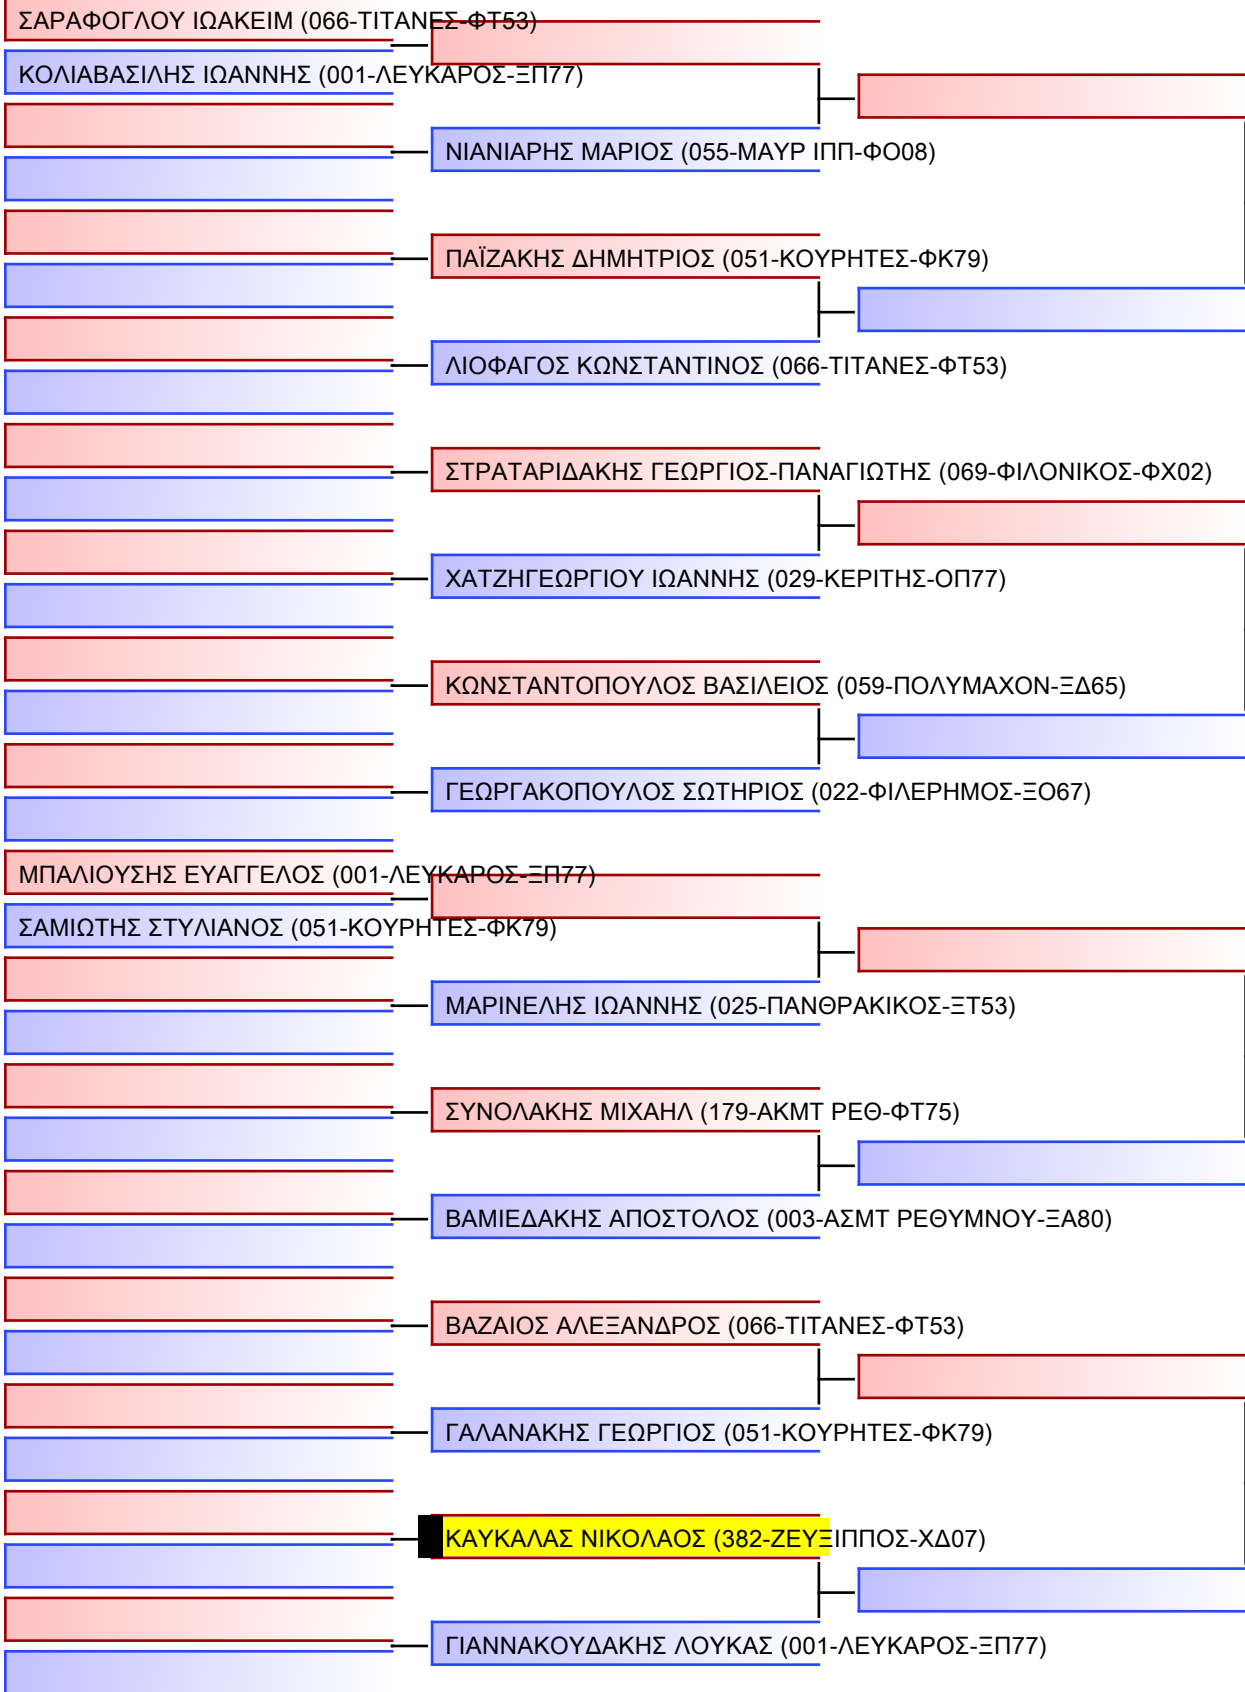 ΣΑΡΑΦΟΓΛΟΥ ΙΩΑΚΕΙΜ (066-ΤΙΤΑΝΕΣ-ΦΤ53)
ΚΟΛΙΑΒΑΣΙΛΗΣ ΙΩΑΝΝΗΣ (001-ΛΕΥΚΑΡΟΣ-ΞΠ77)
ΝΙΑΝΙΑΡΗΣ ΜΑΡΙΟΣ (055-ΜΑΥΡ ΙΠΠ-ΦΟ08)
ΠΑΪΖΑΚΗΣ ΔΗΜΗΤΡΙΟΣ (051-ΚΟΥΡΗΤΕΣ-ΦΚ79)
ΛΙΟΦΑΓΟΣ ΚΩΝΣΤΑΝΤΙΝΟΣ (066-ΤΙΤΑΝΕΣ-ΦΤ53)
ΣΤΡΑΤΑΡΙΔΑΚΗΣ ΓΕΩΡΓΙΟΣ-ΠΑΝΑΓΙΩΤΗΣ (069-ΦΙΛΟΝΙΚΟΣ-ΦΧ02)
ΧΑΤΖΗΓΕΩΡΓΙΟΥ ΙΩΑΝΝΗΣ (029-ΚΕΡΙΤΗΣ-ΟΠ77)
ΚΩΝΣΤΑΝΤΟΠΟΥΛΟΣ ΒΑΣΙΛΕΙΟΣ (059-ΠΟΛΥΜΑΧΟΝ-ΞΔ65)
ΓΕΩΡΓΑΚΟΠΟΥΛΟΣ ΣΩΤΗΡΙΟΣ (022-ΦΙΛΕΡΗΜΟΣ-ΞΟ67)
ΜΠΑΛΙΟΥΣΗΣ ΕΥΑΓΓΕΛΟΣ (001-ΛΕΥΚΑΡΟΣ-ΞΠ77)
ΣΑΜΙΩΤΗΣ ΣΤΥΛΙΑΝΟΣ (051-ΚΟΥΡΗΤΕΣ-ΦΚ79)
ΜΑΡΙΝΕΛΗΣ ΙΩΑΝΝΗΣ (025-ΠΑΝΘΡΑΚΙΚΟΣ-ΞΤ53)
ΣΥΝΟΛΑΚΗΣ ΜΙΧΑΗΛ (179-ΑΚΜΤ ΡΕΘ-ΦΤ75)
ΒΑΜΙΕΔΑΚΗΣ ΑΠΟΣΤΟΛΟΣ (003-ΑΣΜΤ ΡΕΘΥΜΝΟΥ-ΞΑ80)
ΒΑΖΑΙΟΣ ΑΛΕΞΑΝΔΡΟΣ (066-ΤΙΤΑΝΕΣ-ΦΤ53)
ΓΑΛΑΝΑΚΗΣ ΓΕΩΡΓΙΟΣ (051-ΚΟΥΡΗΤΕΣ-ΦΚ79)
ΚΑΥΚΑΛΑΣ ΝΙΚΟΛΑΟΣ (382-ΖΕΥΞΙΠΠΟΣ-ΧΔ07)
ΓΙΑΝΝΑΚΟΥΔΑΚΗΣ ΛΟΥΚΑΣ (001-ΛΕΥΚΑΡΟΣ-ΞΠ77)